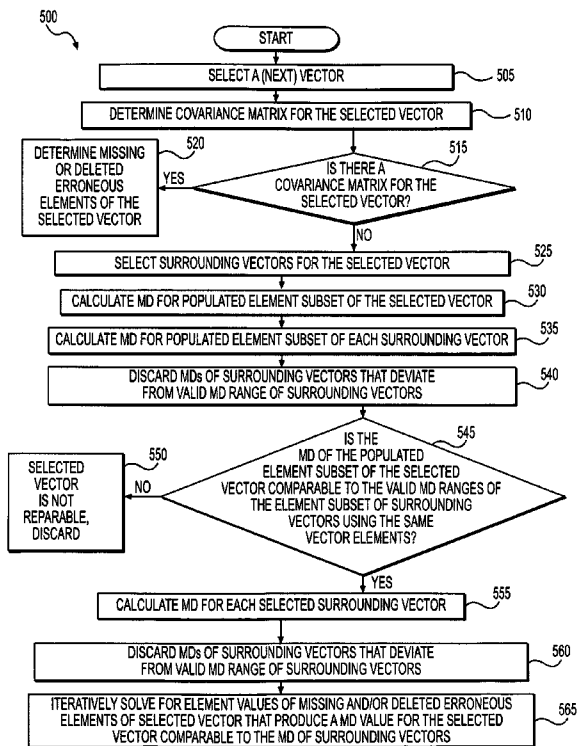 500
START
SELECT A (NEXT) VECTOR
505
DETERMINE COVARIANCE MATRIX FOR THE SELECTED VECTOR
510
520
DETERMINE MISSING
OR DELETED
ERRONEOUS
ELEMENTS OF THE
SELECTED VECTOR
YES
515
IS THERE A
COVARIANCE MATRIX FOR THE
SELECTED VECTOR?
NO
SELECT SURROUNDING VECTORS FOR THE SELECTED VECTOR
525
CALCULATE MD FOR POPULATED ELEMENT SUBSET OF THE SELECTED VECTOR
530
CALCULATE MD FOR POPULATED ELEMENT SUBSET OF EACH SURROUNDING VECTOR
535
DISCARD MDs OF SURROUNDING VECTORS THAT DEVIATE
FROM VALID MD RANGE OF SURROUNDING VECTORS
540
545
IS THE
MD OF THE POPULATED
ELEMENT SUBSET OF THE SELECTED
VECTOR COMPARABLE TO THE VALID MD RANGES OF
THE ELEMENT SUBSET OF SURROUNDING
VECTORS USING THE SAME
VECTOR ELEMENTS?
550
SELECTED
VECTOR
IS NOT
REPARABLE,
DISCARD
NO
YES
CALCULATE MD FOR EACH SELECTED SURROUNDING VECTOR
555
DISCARD MDs OF SURROUNDING VECTORS THAT DEVIATE
FROM VALID MD RANGE OF SURROUNDING VECTORS
560
ITERATIVELY SOLVE FOR ELEMENT VALUES OF MISSING AND/OR DELETED ERRONEOUS
ELEMENTS OF SELECTED VECTOR THAT PRODUCE A MD VALUE FOR THE SELECTED
VECTOR COMPARABLE TO THE MD OF SURROUNDING VECTORS
565